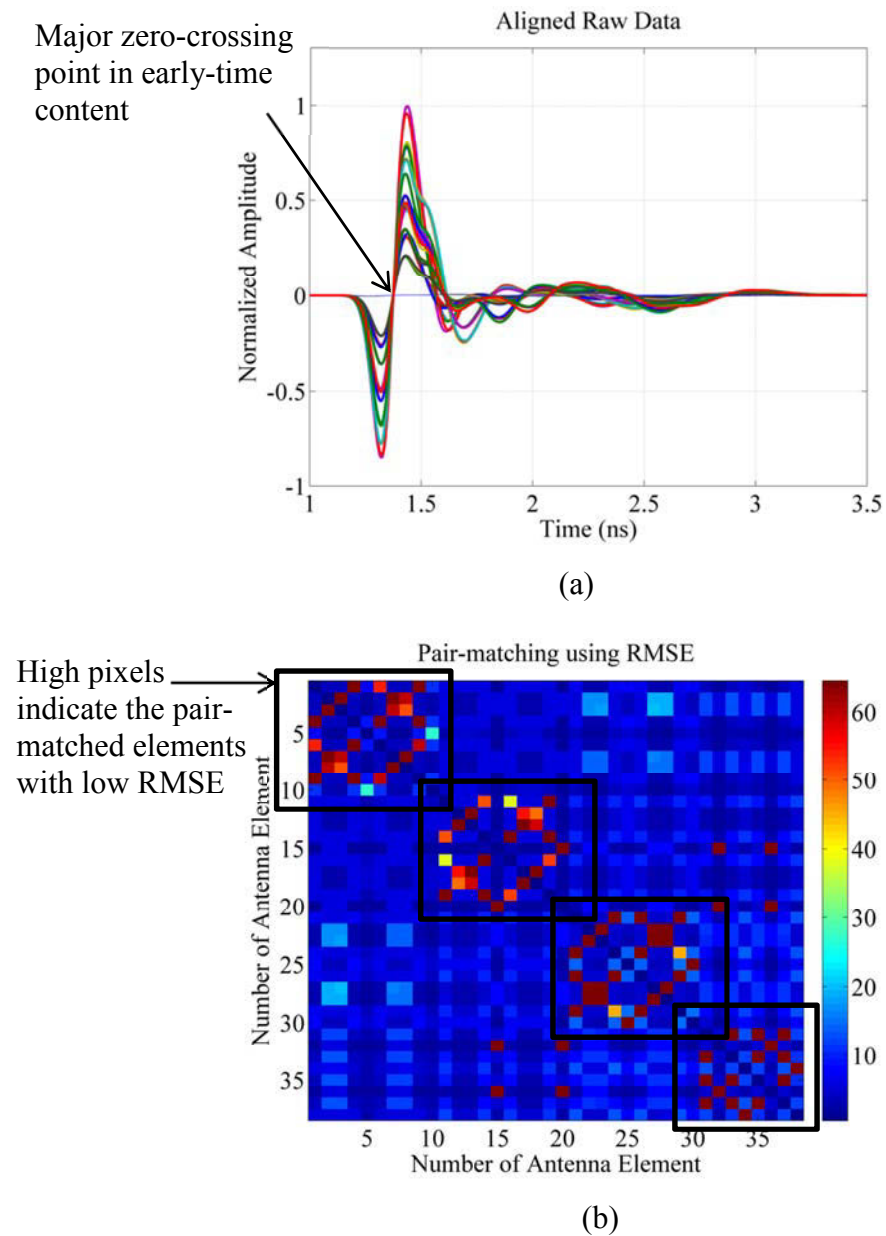 Major zero-crossing
point in early-time
content
Aligned Raw Data
Normalized Amplitude
1
0.5
0
-0.5
-1
1
1.5
2
2.5
3
3.5
Time (ns)
(a)
High pixels
indicate the pair-
matched elements
with low RMSE
Pair-matching using RMSE
Number of Antenna Element
5
10
15
20
25
30
35
5
10
15
20
25
30
35
Number of Antenna Element
60
50
40
30
20
10
(b)